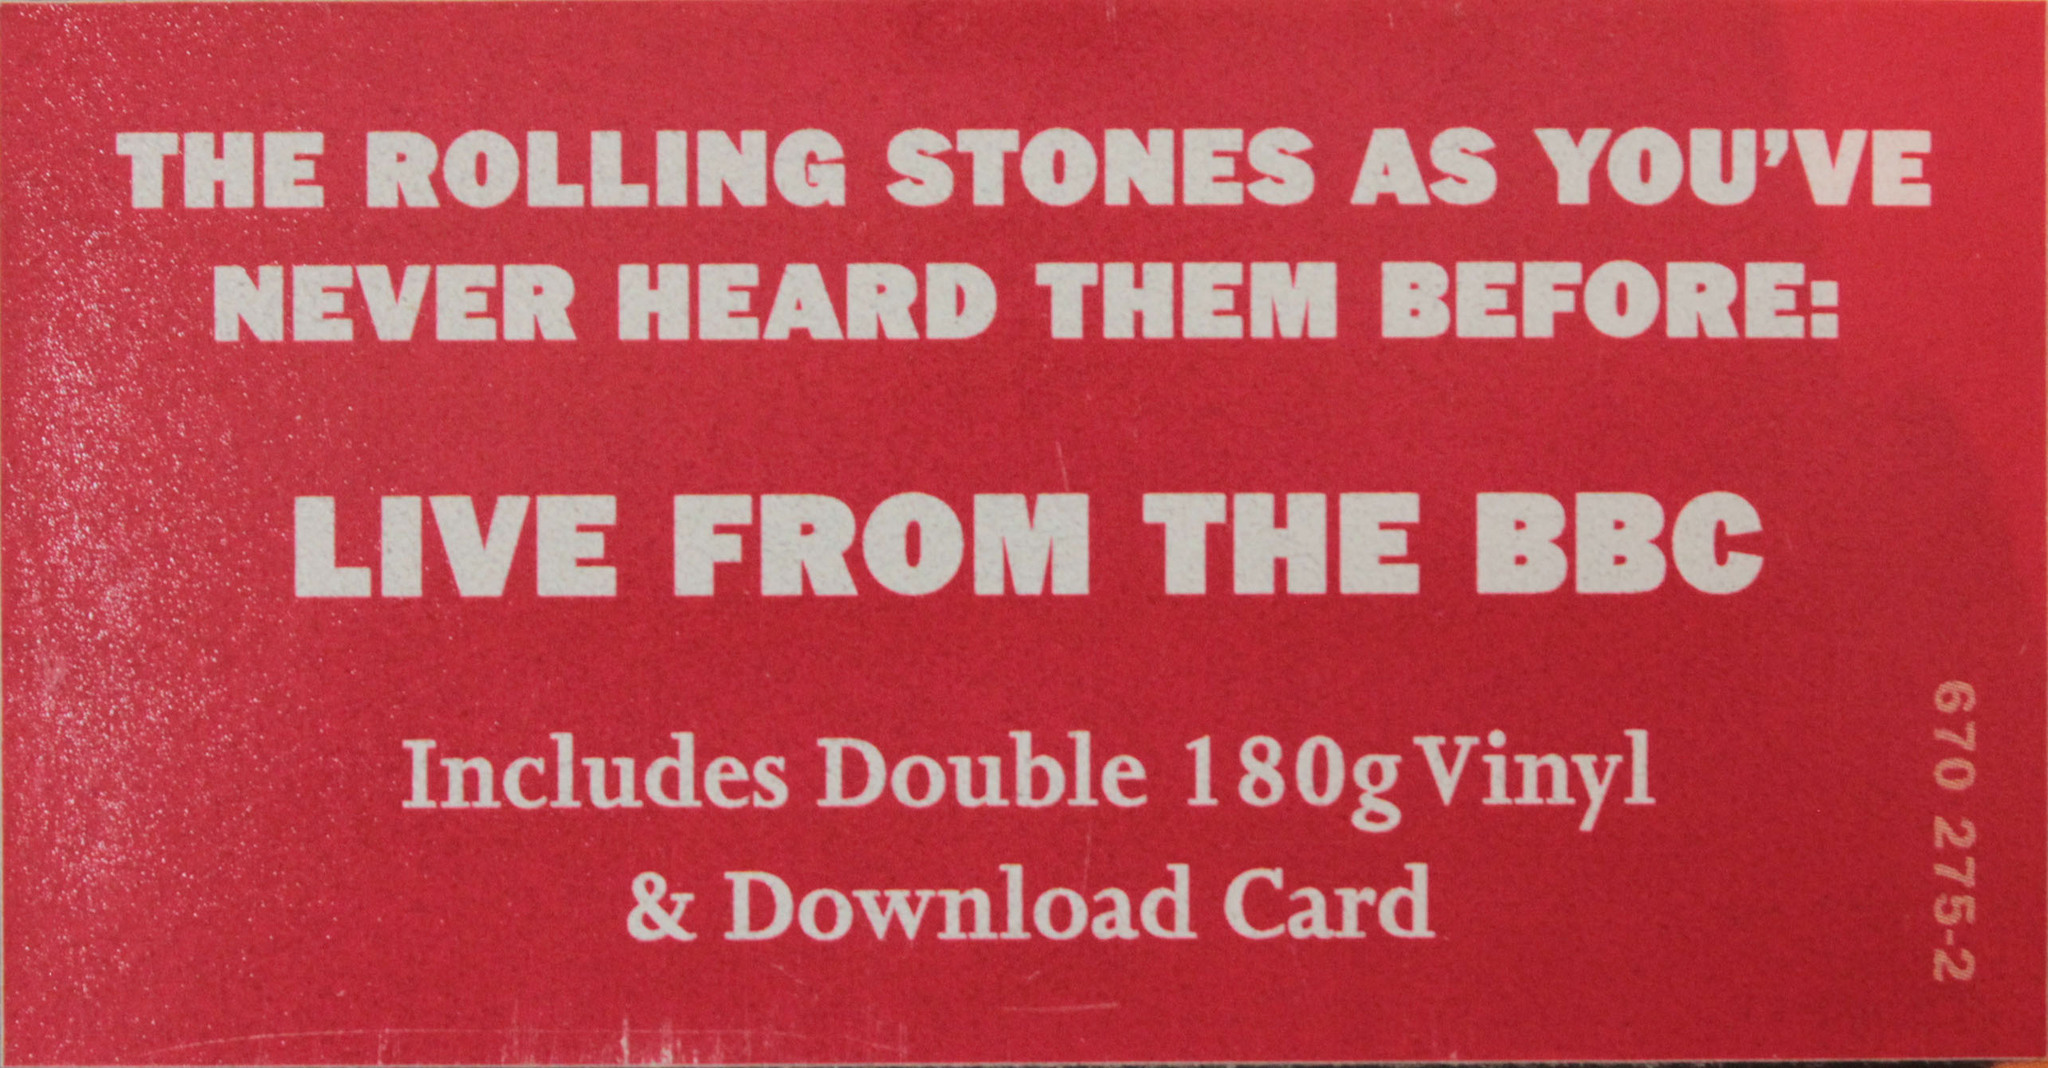 THE ROLLING STONES AS YOU'VE
NEVER HEARD THEM BEFORE:
LIVE FROM THE BBC
Includes Double 180g Vinyl
& Download Card
670 275-2